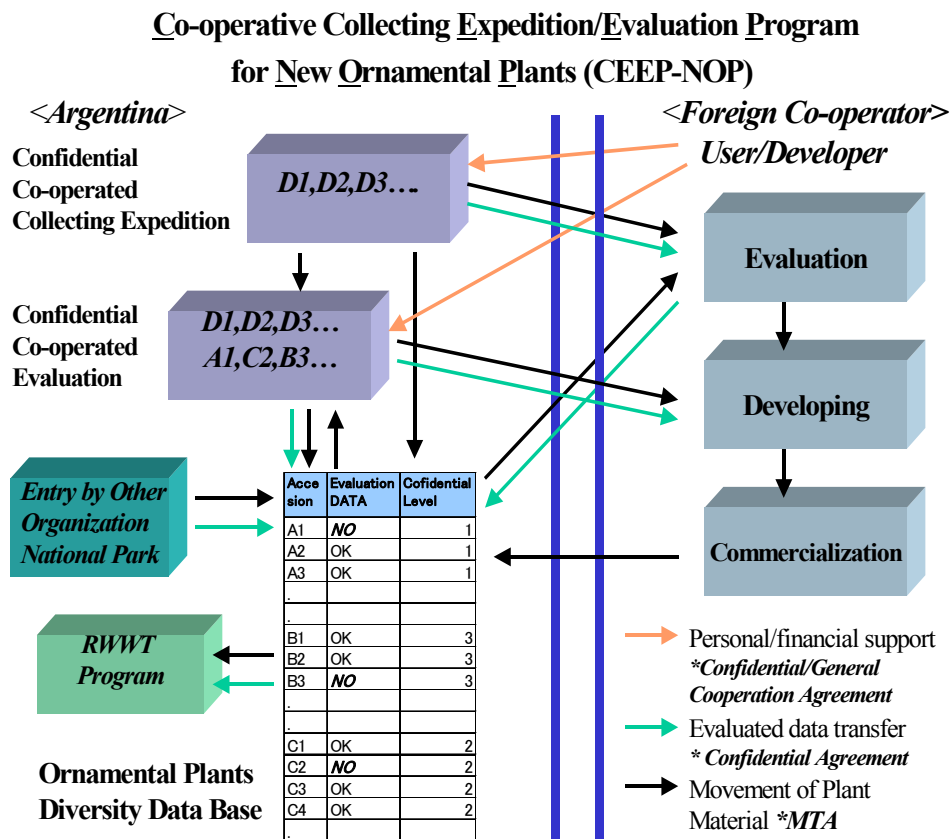 Co-operative Collecting Expedition/Evaluation Program
for New Ornamental Plants (CEEP-NOP)
<Argentina>
<Foreign Co-operator>
User/Developer
Confidential
Co-operated
Collecting Expedition
D1,D2,D3….
Evaluation
Confidential
Co-operated
Evaluation
D1,D2,D3…
A1,C2,B3…
Developing
Entry by Other
Organization
National Park
Acce Evaluation Cofidential
sion DATA Level
A1 NO 1
A2 OK 1
A3 OK 1
.
.
B1 OK 3
B2 OK 3
B3 NO 3
.
.
C1 OK 2
C2 NO 2
C3 OK 2
C4 OK 2
.
Commercialization
RWWT
Program
Ornamental Plants
Diversity Data Base
Personal/financial support
*Confidential/General
Cooperation Agreement
Evaluated data transfer
* Confidential Agreement
Movement of Plant
Material *MTA